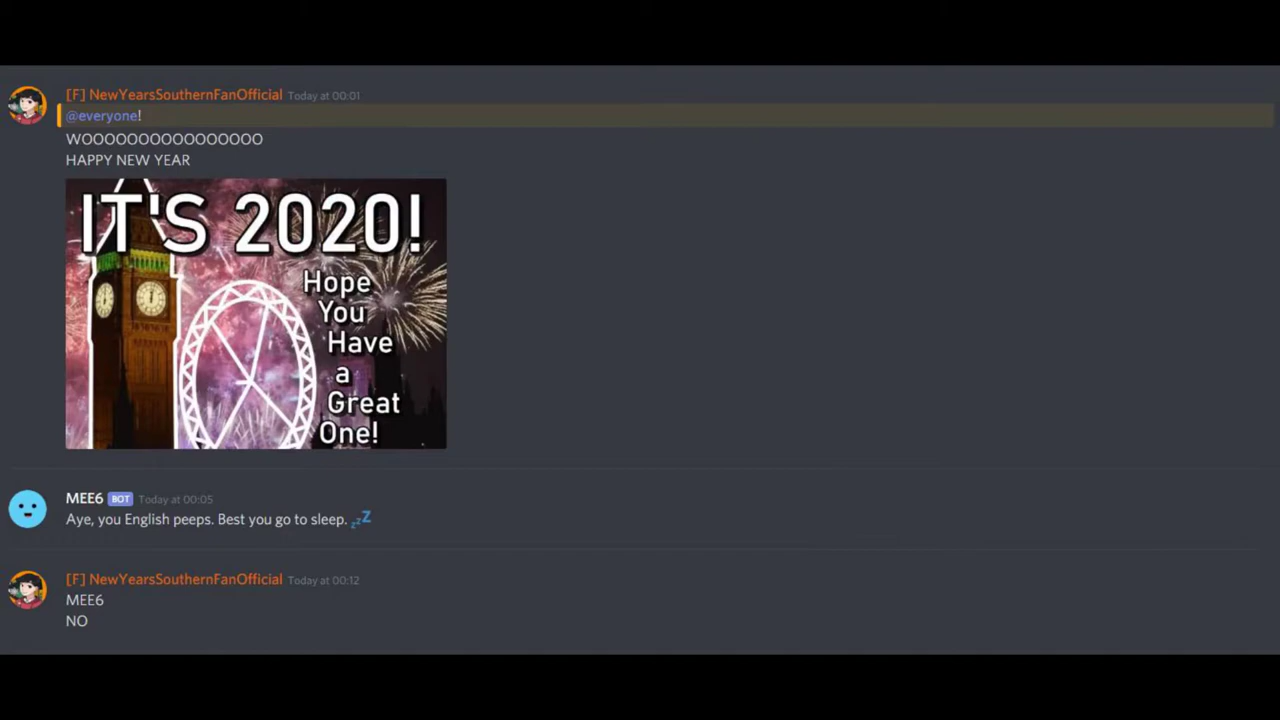 [F] NewYearsSouthernFanOfficial Today at 00:01
@everyone!
WOOOOOOOOOOOOOOOO
HAPPY NEW YEAR
IT'S 2020!
Hope
You
Have
a
Great
One!
MEE6 BOT Today at 00:05
Aye, you English peeps. Best you go to sleep. zzZ
[F] NewYearsSouthernFanOfficial Today at 00:12
MEE6
NO